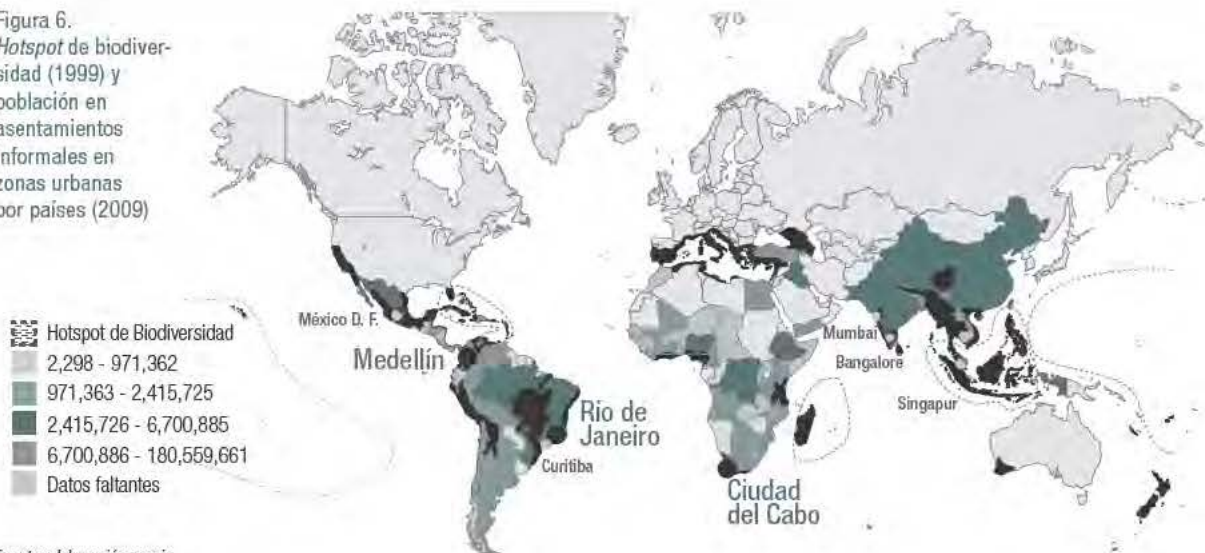 Figura 6.
Hotspot de biodiver-
sidad (1999) y
población en
asentamientos
informales en
zonas urbanas
por países (2009)
Hotspot de Biodiversidad
2,298 - 971,362
971,363 - 2,415,725
2,415,726 - 6,700,885
6,700,886 - 180,559,661
Datos faltantes
México D. F.
Medellín
Río de
Janeiro
Curitiba
Ciudad
del Cabo
Mumbai
Bangalore
Singapur